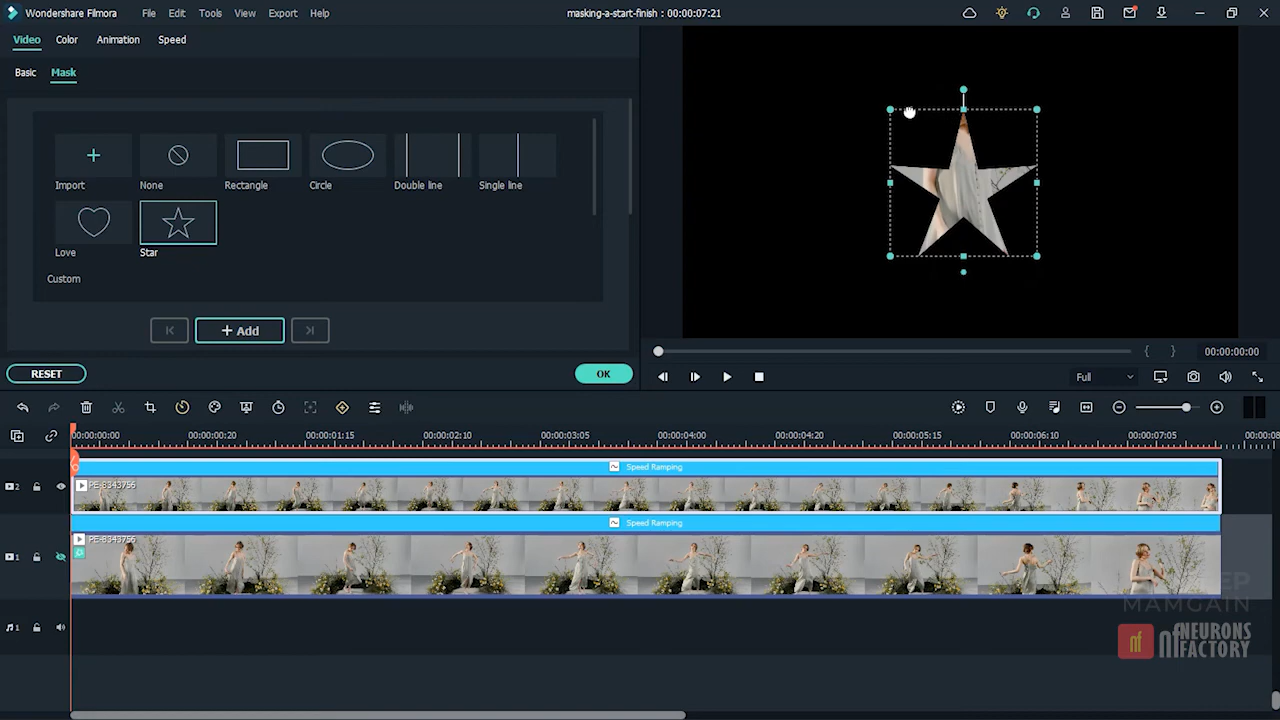 Wondershare Filmora File Edit Tools View Export Help masking-a-start-finish : 00:00:07:21
Video Color Animation Speed
Basic Mask
Import None Rectangle Circle Double line Single line
Love Star
Custom
+ Add
RESET OK
00:00:00:00
Full
00:00:00:00 00:00:00:20 00:00:01:15 00:00:02:10 00:00:03:05 00:00:04:00 00:00:04:20 00:00:05:15 00:00:06:10 00:00:07:05 00:00:08
Speed Ramping
2 PE-8343756
Speed Ramping
1 PE-8343756
MAMGAIN
1
nf NEURONS
FACTORY